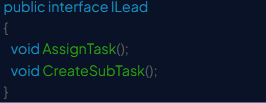 public interface ILead
{
void AssignTask();
void CreateSubTask();
}